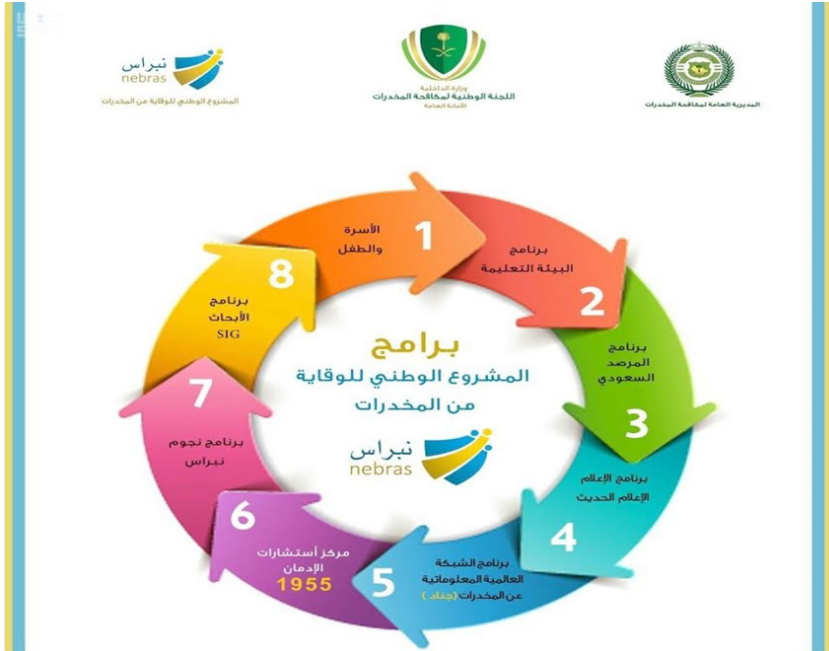 نبراس
nebras
المشروع الوطني للوقاية من المخدرات
وزارة الداخلية
اللجنة الوطنية لمكافحة المخدرات
الأمانة العامة
المديرية العامة لمكافحة المخدرات
1
الأسرة
والطفل
برنامج
البيئة التعليمة
2
برنامج
المرصد
السعودي
3
برنامج الإعلام
الإعلام الحديث
4
برنامج الشبكة
العالمية المعلوماتية
عن المخدرات (جناد)
5
مركز أستشارات
الإدمان
1955
6
برنامج نجوم
نبراس
7
برنامج
الأبحاث
SIG
8
برامج
المشروع الوطني للوقاية
من المخدرات
نبراس
nebras